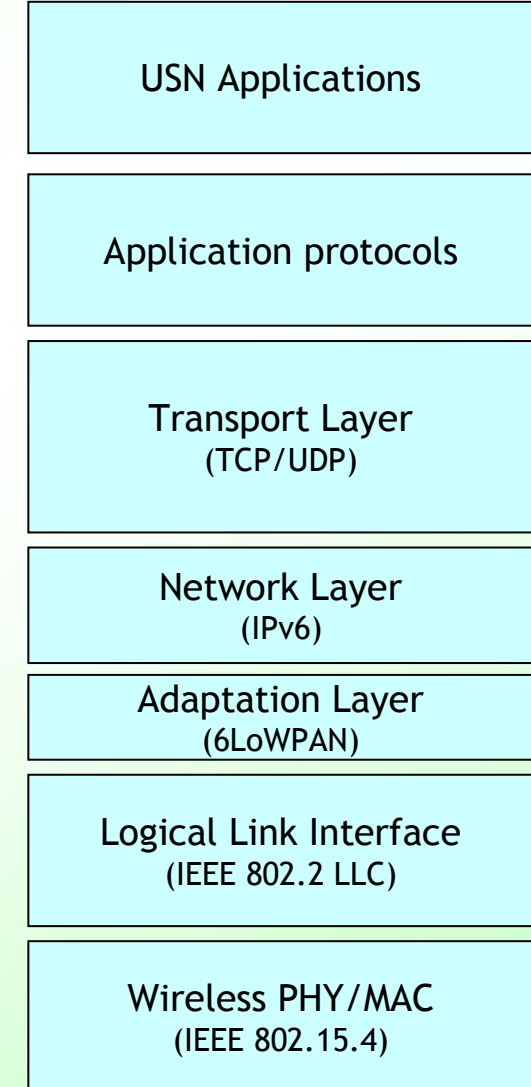 USN Applications
Application protocols
Transport Layer
(TCP/UDP)
Network Layer
(IPv6)
Adaptation Layer
(6LoWPAN)
Logical Link Interface
(IEEE 802.2 LLC)
Wireless PHY/MAC
(IEEE 802.15.4)